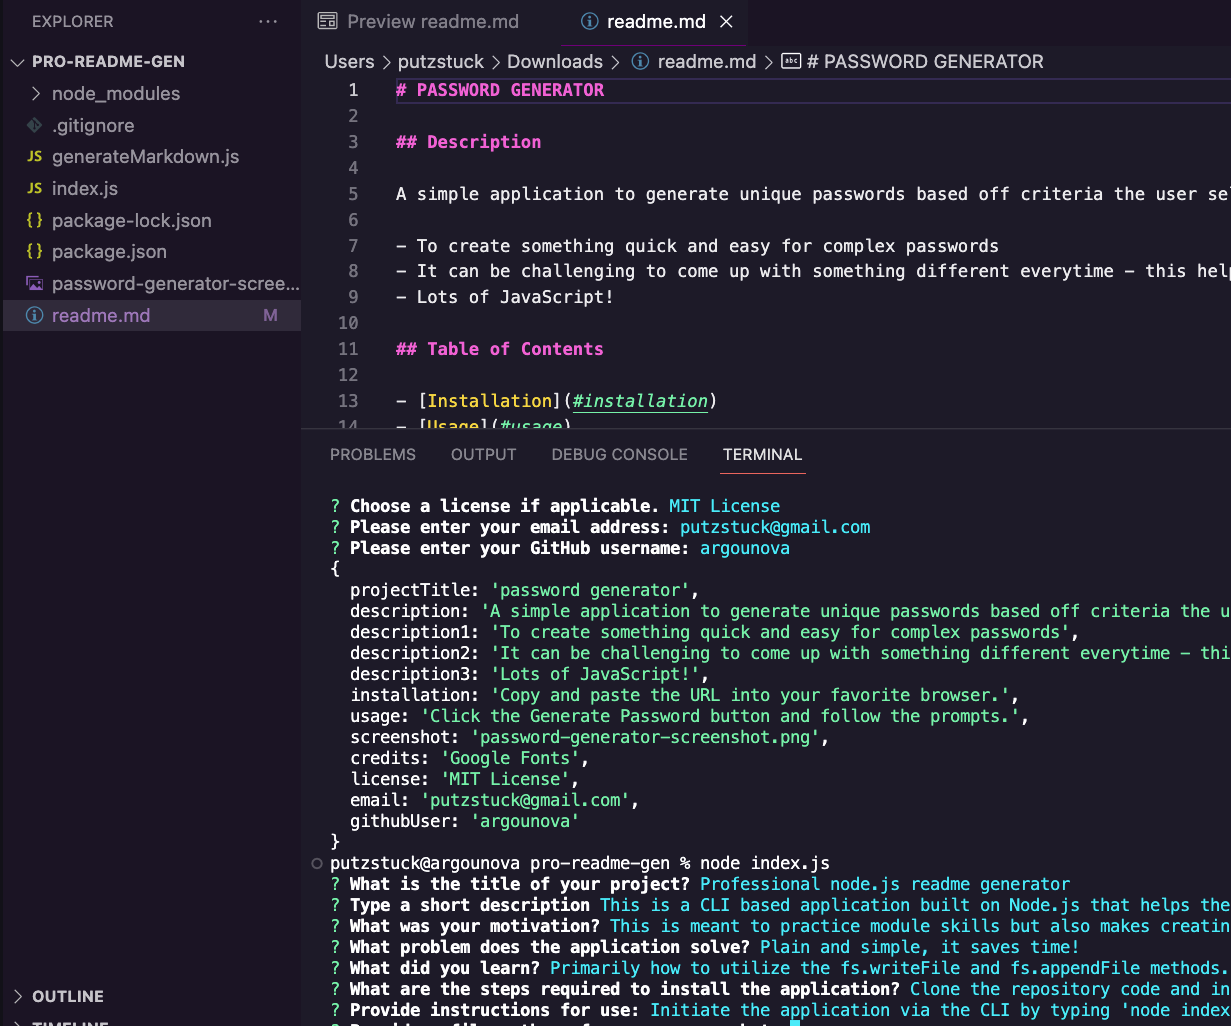 EXPLORER
PRO-README-GEN
node_modules
.gitignore
JS generateMarkdown.js
JS index.js
{} package-lock.json
{} package.json
password-generator-scree...
readme.md M
OUTLINE
TIMELINE
Preview readme.md
readme.md
Users > putzstuck > Downloads > readme.md > # PASSWORD GENERATOR
1 # PASSWORD GENERATOR
2
3 ## Description
4
5 A simple application to generate unique passwords based off criteria the user se
6
7 - To create something quick and easy for complex passwords
8 - It can be challenging to come up with something different everytime - this help
9 - Lots of JavaScript!
10
11 ## Table of Contents
12
13 - [Installation](#installation)
14 - [Usage](#usage)
PROBLEMS OUTPUT DEBUG CONSOLE TERMINAL
? Choose a license if applicable. MIT License
? Please enter your email address: putzstuck@gmail.com
? Please enter your GitHub username: argounova
{
projectTitle: 'password generator',
description: 'A simple application to generate unique passwords based off criteria the u
description1: 'To create something quick and easy for complex passwords',
description2: 'It can be challenging to come up with something different everytime - thi
description3: 'Lots of JavaScript!',
installation: 'Copy and paste the URL into your favorite browser.',
usage: 'Click the Generate Password button and follow the prompts.',
screenshot: 'password-generator-screenshot.png',
credits: 'Google Fonts',
license: 'MIT License',
email: 'putzstuck@gmail.com',
githubUser: 'argounova'
}
putzstuck@argounova pro-readme-gen % node index.js
? What is the title of your project? Professional node.js readme generator
? Type a short description This is a CLI based application built on Node.js that helps the
? What was your motivation? This is meant to practice module skills but also makes creatin
? What problem does the application solve? Plain and simple, it saves time!
? What did you learn? Primarily how to utilize the fs.writeFile and fs.appendFile methods.
? What are the steps required to install the application? Clone the repository code and in
? Provide instructions for use: Initiate the application via the CLI by typing 'node index